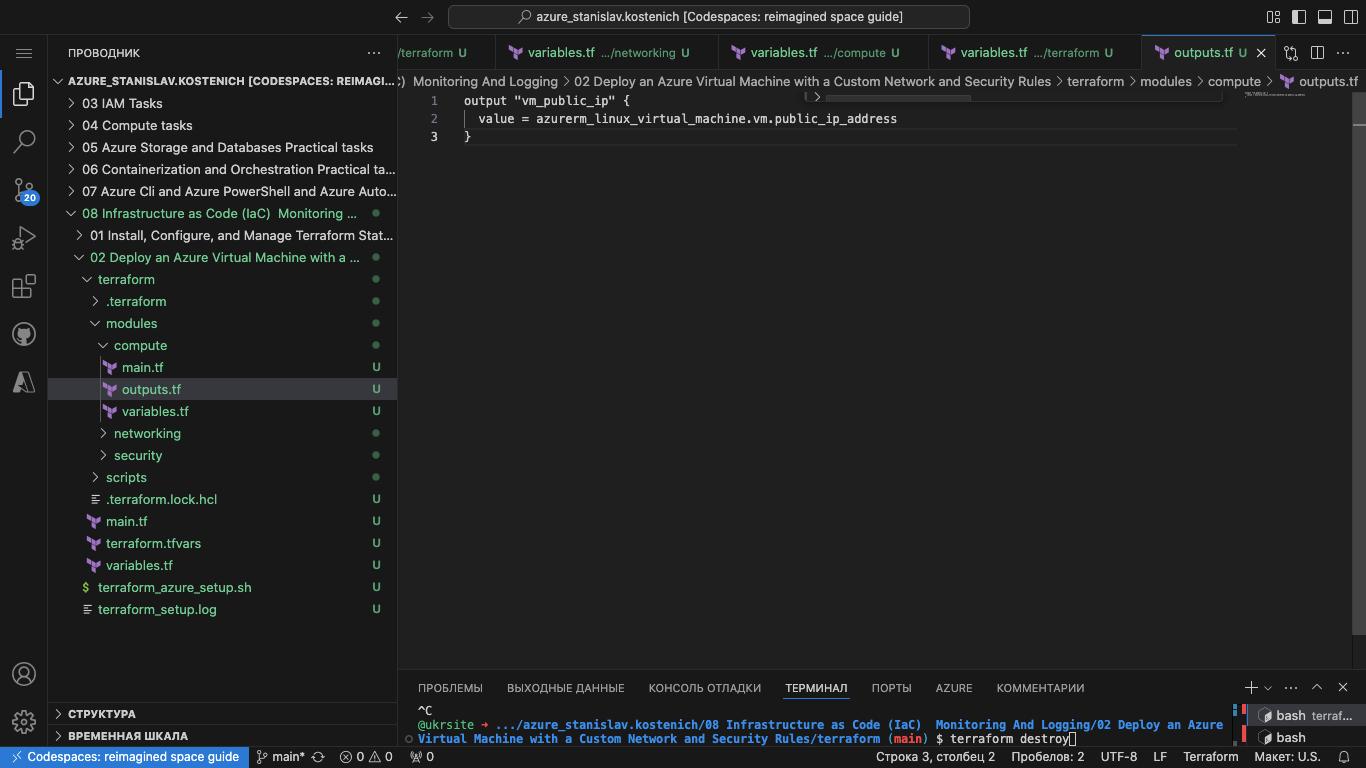 azure_stanislav.kostenich [Codespaces: reimagined space guide]
ПРОВОДНИК
AZURE_STANISLAV.KOSTENICH [CODESPACES: REIMAGI...
03 IAM Tasks
04 Compute tasks
05 Azure Storage and Databases Practical tasks
06 Containerization and Orchestration Practical ta...
07 Azure Cli and Azure PowerShell and Azure Auto...
08 Infrastructure as Code (IaC)  Monitoring ...
01 Install, Configure, and Manage Terraform Stat...
02 Deploy an Azure Virtual Machine with a ...
terraform
.terraform
modules
compute
main.tf U
outputs.tf U
variables.tf U
networking
security
scripts
.terraform.lock.hcl U
main.tf U
terraform.tfvars U
variables.tf U
terraform_azure_setup.sh U
terraform_setup.log U
СТРУКТУРА
ВРЕМЕННАЯ ШКАЛА
20
/terraform U variables.tf .../networking U variables.tf .../compute U variables.tf .../terraform U outputs.tf U
) Monitoring And Logging > 02 Deploy an Azure Virtual Machine with a Custom Network and Security Rules > terraform > modules > compute > outputs.tf
1 output "vm_public_ip" {
2 value = azurerm_linux_virtual_machine.vm.public_ip_address
3 }
ПРОБЛЕМЫ ВЫХОДНЫЕ ДАННЫЕ КОНСОЛЬ ОТЛАДКИ ТЕРМИНАЛ ПОРТЫ AZURE КОММЕНТАРИИ
^C
@ukrsite ➜ .../azure_stanislav.kostenich/08 Infrastructure as Code (IaC)  Monitoring And Logging/02 Deploy an Azure
Virtual Machine with a Custom Network and Security Rules/terraform (main) $ terraform destroy
bash terraf...
bash
Codespaces: reimagined space guide main* 0 0 0 Строка 3, столбец 2 Пробелов: 2 UTF-8 LF Terraform Макет: U.S.